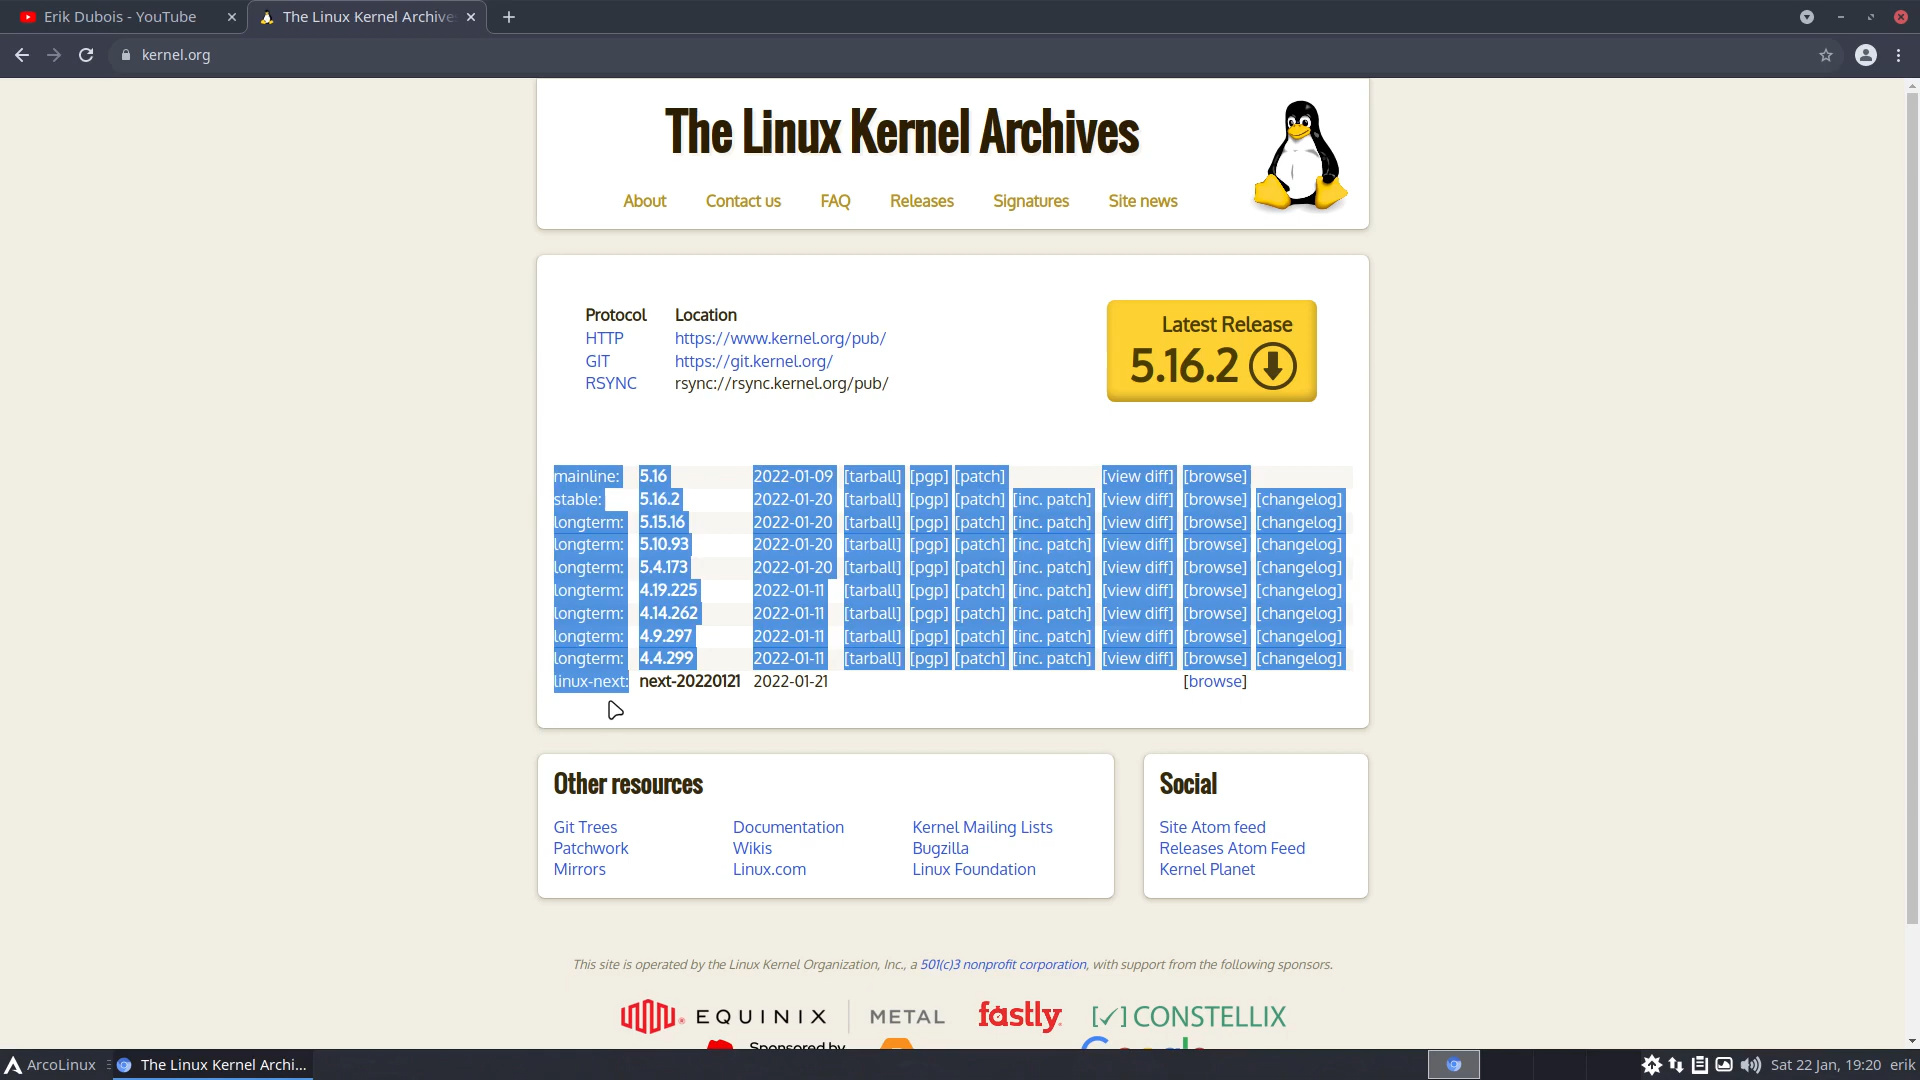 Erik Dubois - YouTube
The Linux Kernel Archive
kernel.org
The Linux Kernel Archives
About Contact us FAQ Releases Signatures Site news
Protocol Location
HTTP https://www.kernel.org/pub/
GIT https://git.kernel.org/
RSYNC rsync://rsync.kernel.org/pub/
Latest Release
5.16.2
mainline: 5.16 2022-01-09 [tarball] [pgp] [patch] [view diff] [browse]
stable: 5.16.2 2022-01-20 [tarball] [pgp] [patch] [inc. patch] [view diff] [browse] [changelog]
longterm: 5.15.16 2022-01-20 [tarball] [pgp] [patch] [inc. patch] [view diff] [browse] [changelog]
longterm: 5.10.93 2022-01-20 [tarball] [pgp] [patch] [inc. patch] [view diff] [browse] [changelog]
longterm: 5.4.173 2022-01-20 [tarball] [pgp] [patch] [inc. patch] [view diff] [browse] [changelog]
longterm: 4.19.225 2022-01-11 [tarball] [pgp] [patch] [inc. patch] [view diff] [browse] [changelog]
longterm: 4.14.262 2022-01-11 [tarball] [pgp] [patch] [inc. patch] [view diff] [browse] [changelog]
longterm: 4.9.297 2022-01-11 [tarball] [pgp] [patch] [inc. patch] [view diff] [browse] [changelog]
longterm: 4.4.299 2022-01-11 [tarball] [pgp] [patch] [inc. patch] [view diff] [browse] [changelog]
linux-next: next-20220121 2022-01-21 [browse]
Other resources
Git Trees Documentation Kernel Mailing Lists
Patchwork Wikis Bugzilla
Mirrors Linux.com Linux Foundation
Social
Site Atom feed
Releases Atom Feed
Kernel Planet
This site is operated by the Linux Kernel Organization, Inc., a 501(c)3 nonprofit corporation, with support from the following sponsors.
EQUINIX METAL fastly CONSTELLIX
Sponsored by
ArcoLinux The Linux Kernel Archi... Sat 22 Jan, 19:20 erik